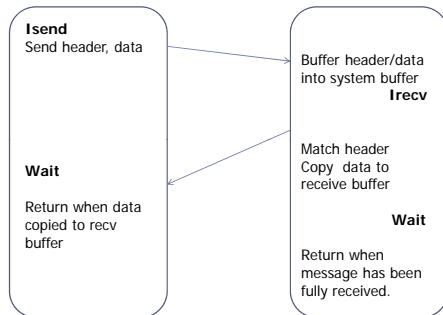 Isend
Send header, data
Wait
Return when data
copied to recv
buffer
Buffer header/data
into system buffer
Irecv
Match header
Copy data to
receive buffer
Wait
Return when
message has been
fully received.